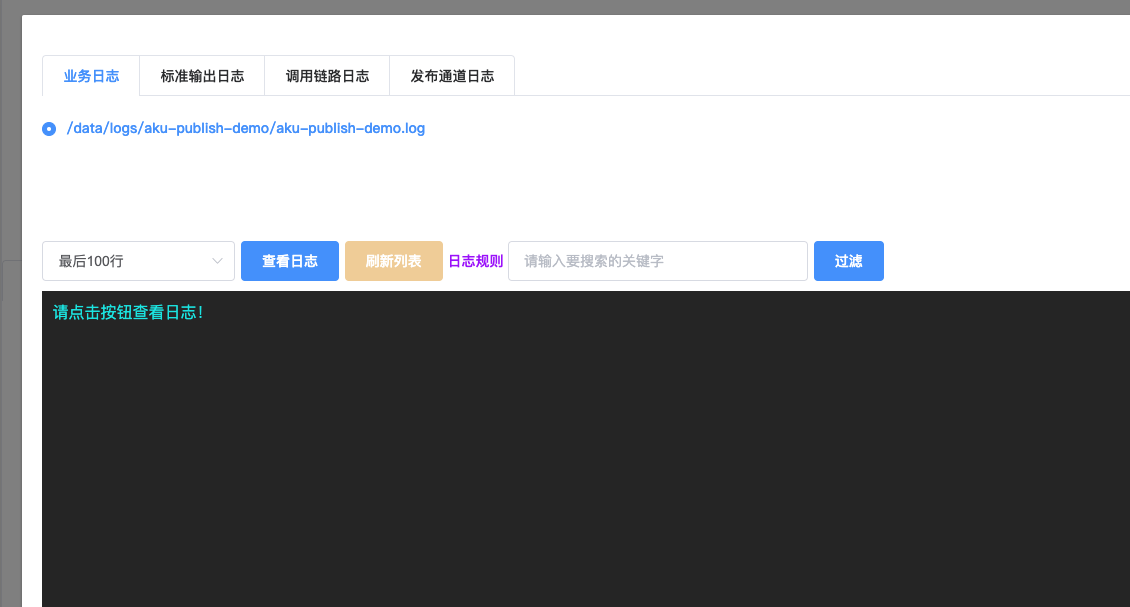 业务日志 标准输出日志 调用链路日志 发布通道日志
/data/logs/aku-publish-demo/aku-publish-demo.log
最后100行 查看日志 刷新列表 日志规则 请输入要搜索的关键字 过滤
请点击按钮查看日志!